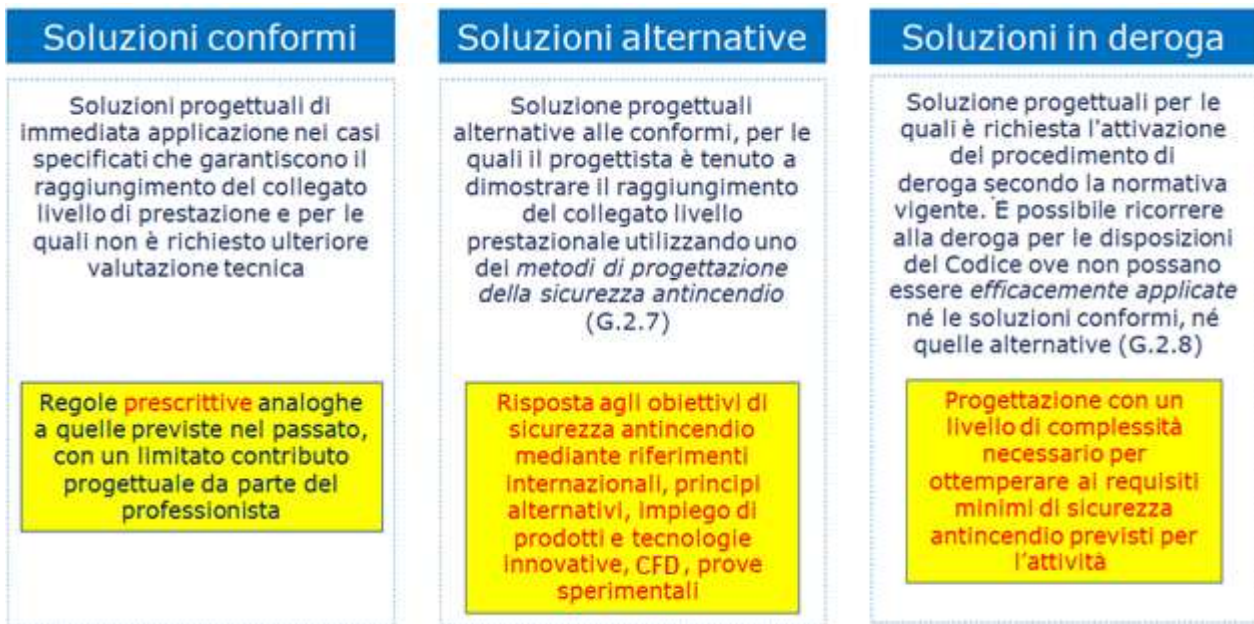 Soluzioni conformi
Soluzioni progettuali di
immediata applicazione nei casi
specificati che garantiscono il
raggiungimento del collegato
livello di prestazione e per le
quali non è richiesto ulteriore
valutazione tecnica
Regole prescrittive analoghe
a quelle previste nel passato,
con un limitato contributo
progettuale da parte del
professionista
Soluzioni alternative
Soluzione progettuali
alternative alle conformi, per le
quali il progettista è tenuto a
dimostrare il raggiungimento
del collegato livello
prestazionale utilizzando uno
dei metodi di progettazione
della sicurezza antincendio
(G.2.7)
Risposta agli obiettivi di
sicurezza antincendio
mediante riferimenti
internazionali, principi
alternativi, impiego di
prodotti e tecnologie
innovative, CFD , prove
sperimentali
Soluzioni in deroga
Soluzione progettuali per le
quali è richiesta l'attivazione
del procedimento di
deroga secondo la normativa
vigente. È possibile ricorrere
alla deroga per le disposizioni
del Codice ove non possano
essere efficacemente applicate
né le soluzioni conformi, né
quelle alternative (G.2.8)
Progettazione con un
livello di complessità
necessario per
ottemperare ai requisiti
minimi di sicurezza
antincendio previsti per
l'attività